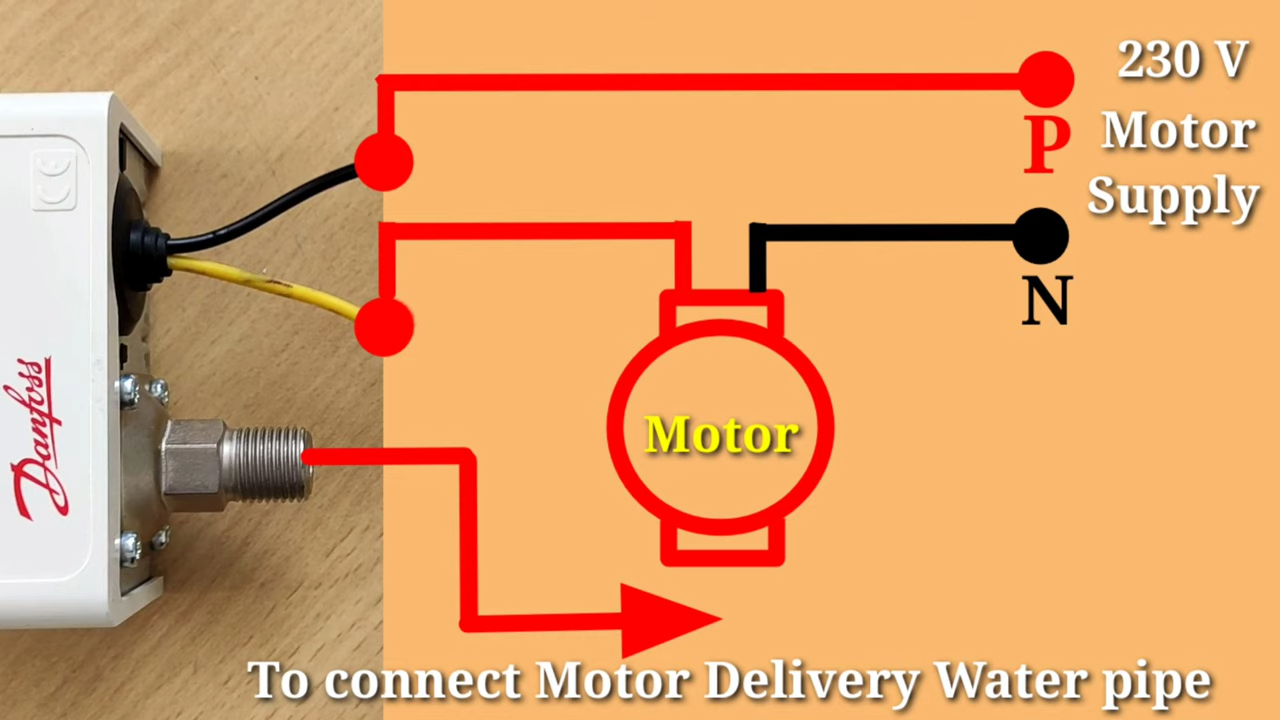 230 V
P
Motor
Supply
N
CE
Danfoss
Motor
To connect Motor Delivery Water pipe